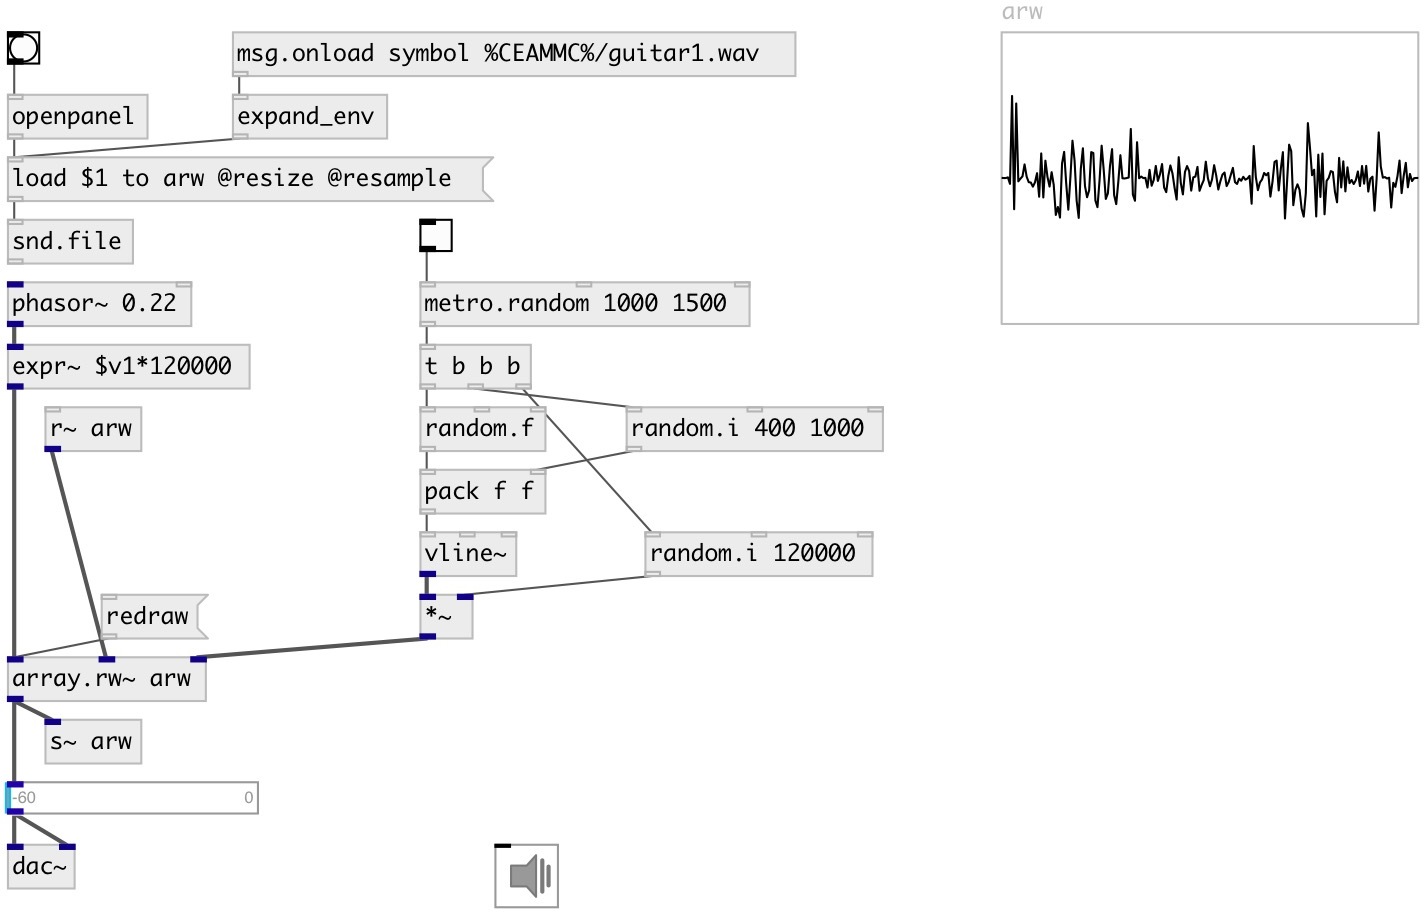 arw
msg.onload symbol %CEAMMC%/guitar1.wav
openpanel
expand_env
load $1 to arw @resize @resample
snd.file
phasor~ 0.22
metro.random 1000 1500
expr~ $v1*120000
t b b b
r~ arw
random.f
random.i 400 1000
pack f f
vline~
random.i 120000
redraw
*~
array.rw~ arw
s~ arw
-60
0
dac~